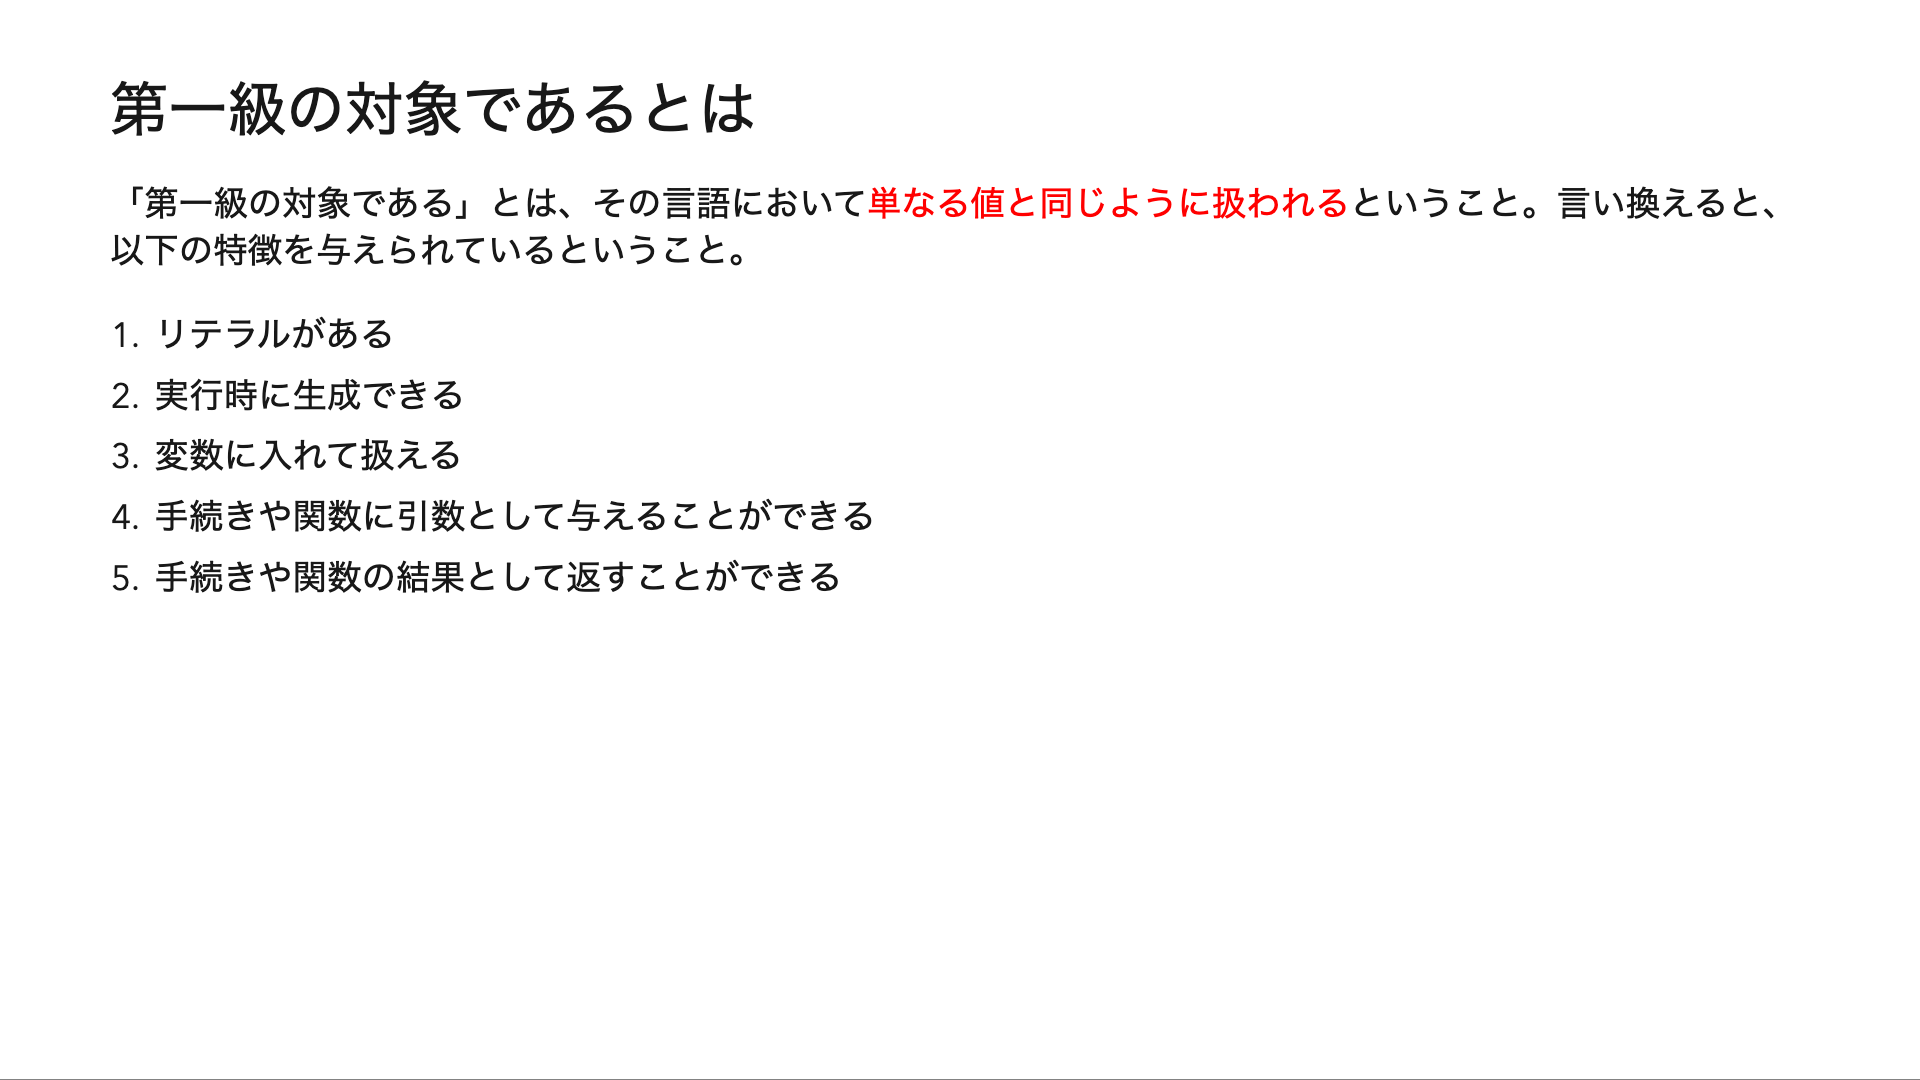 第一級の対象であるとは
「第一級の対象である」とは、その言語において単なる値と同じように扱われるということ。言い換えると、
以下の特徴を与えられているということ。
1. リテラルがある
2. 実行時に生成できる
3. 変数に入れて扱える
4. 手続きや関数に引数として与えることができる
5. 手続きや関数の結果として返すことができる